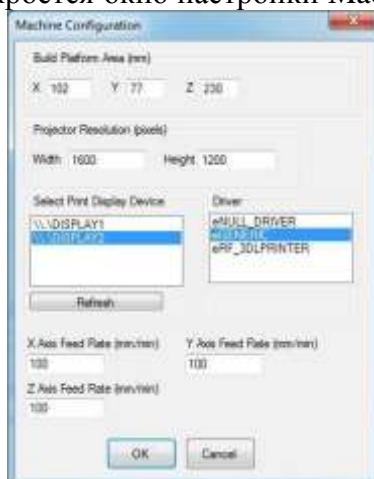 откроется окно настройки Mac
Machine Configuration
Build Platform Area (mm)
X 102 Y 77 Z 230
Projector Resolution (pixels)
Width 1600 Height 1200
Select Print Display Device Driver
\\.\DISPLAY1 eNULL_DRIVER
\\.\DISPLAY2 eGENERIC
eRF_3DLPRINTER
Refresh
X Axis Feed Rate (mm/min) Y Axis Feed Rate (mm/min)
100 100
Z Axis Feed Rate (mm/min)
100
OK Cancel